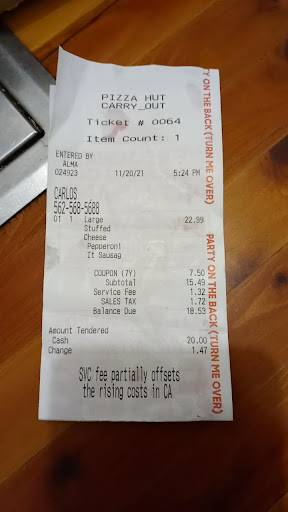 PIZZA HUT
CARRY_OUT
Ticket # 0064
Item Count: 1
ENTERED BY
ALMA
024923 11/20/21 5:24 PM
CARLOS
562-568-5688
01 1 Large 22.99
Stuffed
Cheese
Pepperoni
It Sausag
COUPON (7Y) 7.50
Subtotal 15.49
Service Fee 1.32
SALES TAX 1.72
Balance Due 18.53
Amount Tendered
Cash 20.00
Change 1.47
SVC fee partially offsets
the rising costs in CA
PARTY ON THE BACK (TURN ME OVER)
PARTY ON THE BACK (TURN ME OVER)